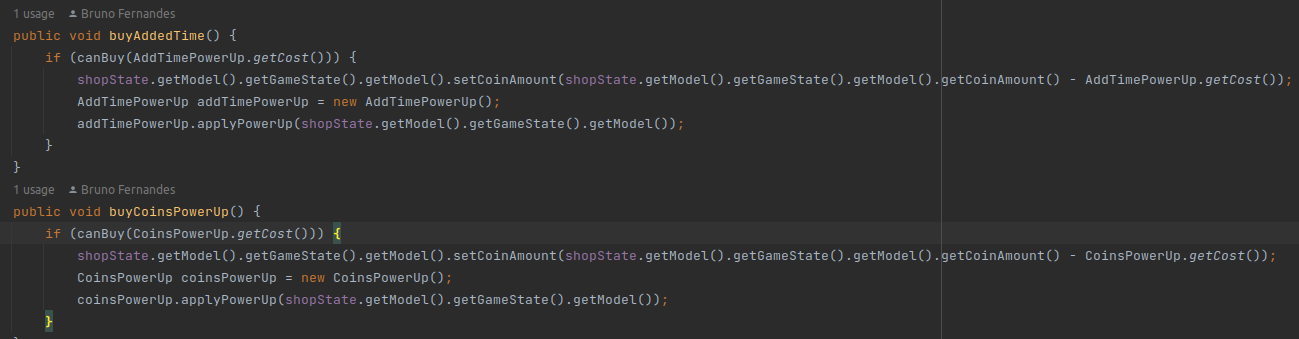 1 usage Bruno Fernandes
public void buyAddedTime() {
    if (canBuy(AddTimePowerUp.getCost())) {
        shopState.getModel().getGameState().getModel().setCoinAmount(shopState.getModel().getGameState().getModel().getCoinAmount() - AddTimePowerUp.getCost());
        AddTimePowerUp addTimePowerUp = new AddTimePowerUp();
        addTimePowerUp.applyPowerUp(shopState.getModel().getGameState().getModel());
    }
}
1 usage Bruno Fernandes
public void buyCoinsPowerUp() {
    if (canBuy(CoinsPowerUp.getCost())) {
        shopState.getModel().getGameState().getModel().setCoinAmount(shopState.getModel().getGameState().getModel().getCoinAmount() - CoinsPowerUp.getCost());
        CoinsPowerUp coinsPowerUp = new CoinsPowerUp();
        coinsPowerUp.applyPowerUp(shopState.getModel().getGameState().getModel());
    }